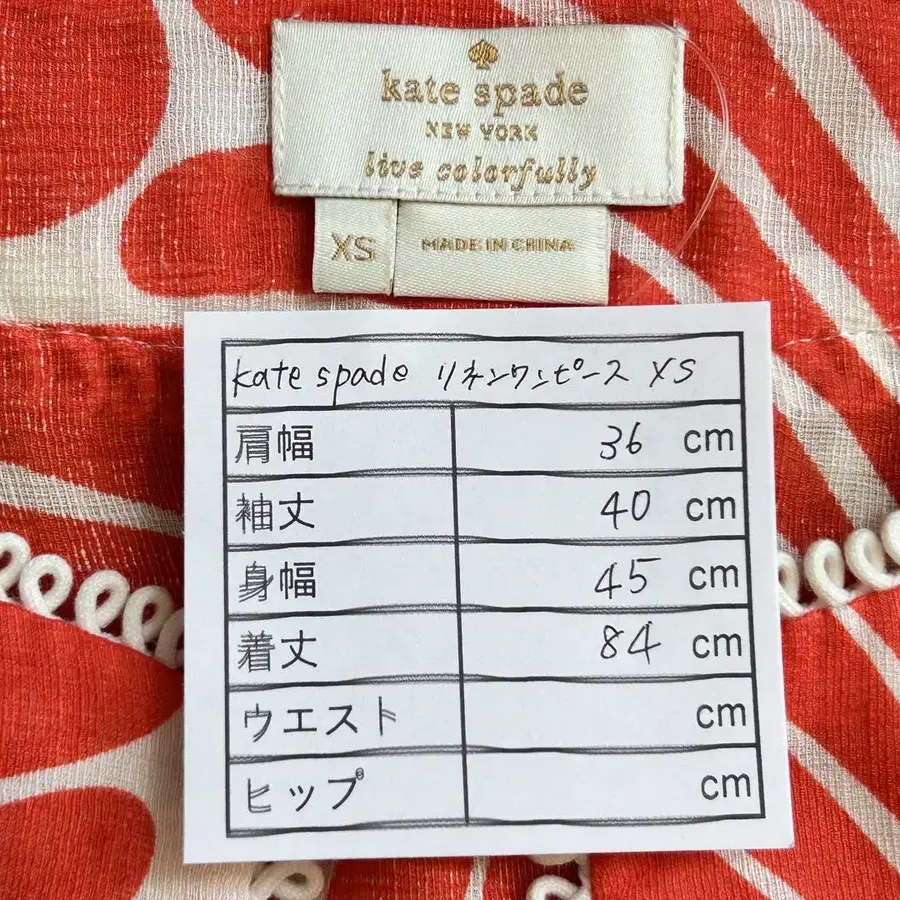 kate spade
NEW YORK
live colorfully
XS
MADE IN CHINA
kate spade リネンワンピース XS
肩幅 36 cm
袖丈 40 cm
身幅 45 cm
着丈 84 cm
ウエスト cm
ヒップ cm